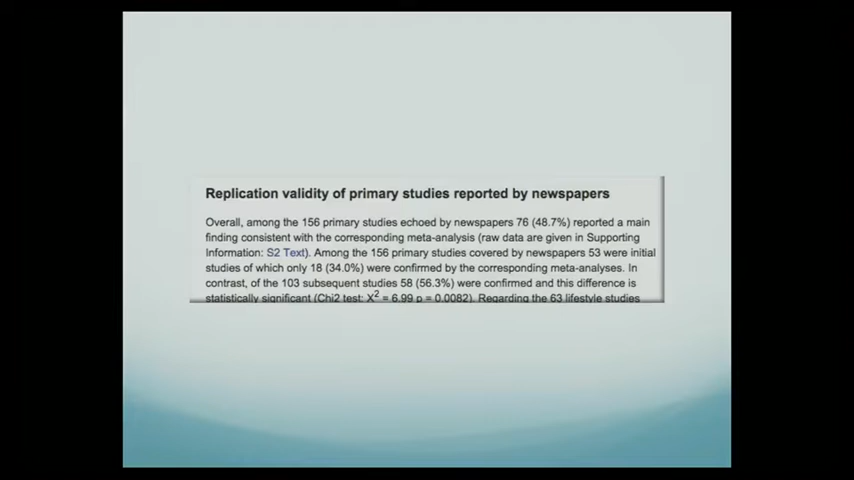 Replication validity of primary studies reported by newspapers
Overall, among the 156 primary studies echoed by newspapers 76 (48.7%) reported a main
finding consistent with the corresponding meta-analysis (raw data are given in Supporting
Information: S2 Text). Among the 156 primary studies covered by newspapers 53 were initial
studies of which only 18 (34.0%) were confirmed by the corresponding meta-analyses. In
contrast, of the 103 subsequent studies 58 (56.3%) were confirmed and this difference is
statistically significant (Chi2 test: X² = 6.99 p = 0.0082). Regarding the 63 lifestyle studies